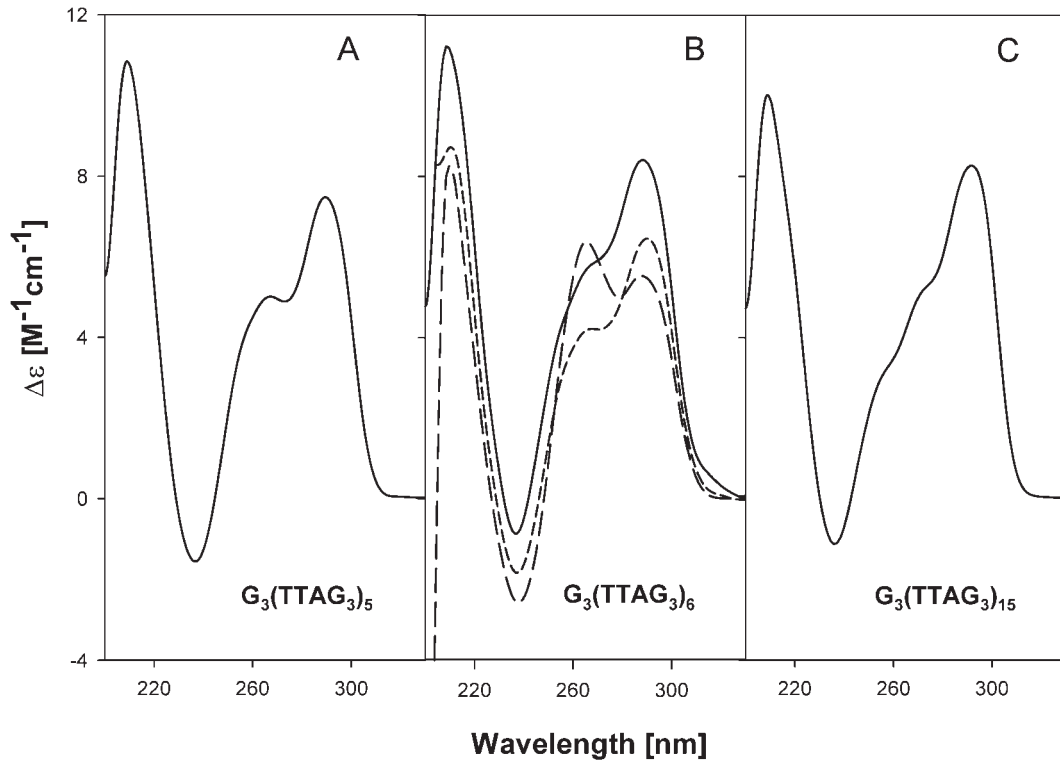 12
8
4
0
-4
Δε [M⁻¹cm⁻¹]
A
B
C
G₃(TTAG₃)₅
G₃(TTAG₃)₆
G₃(TTAG₃)₁₅
220 260 300 220 260 300 220 260 300
Wavelength [nm]